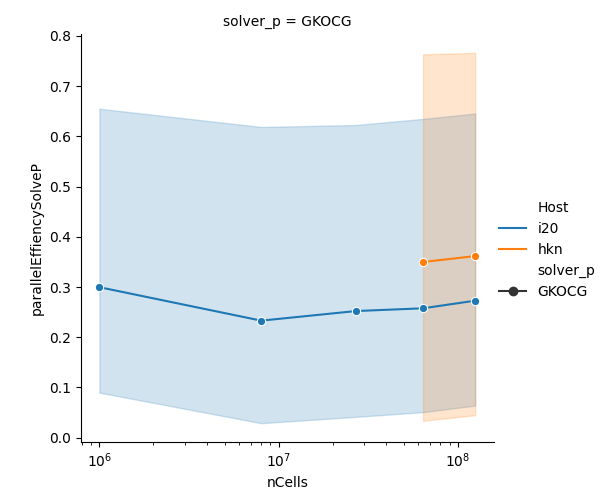 solver_p = GKOCG
0.8
0.7
0.6
0.5
0.4
0.3
0.2
0.1
0.0
parallelEffiencySolveP
10^6
10^7
10^8
nCells
Host
i20
hkn
solver_p
GKOCG